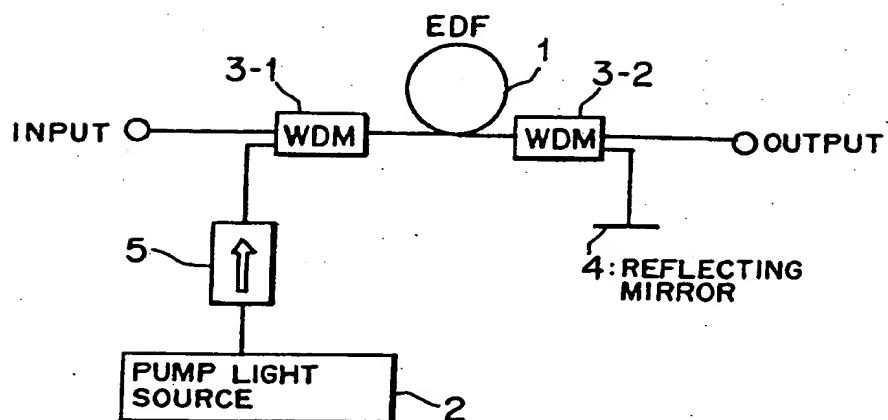 EDF
1
3-1
3-2
INPUT
WDM
WDM
OUTPUT
5
4: REFLECTING
MIRROR
PUMP LIGHT
SOURCE
2